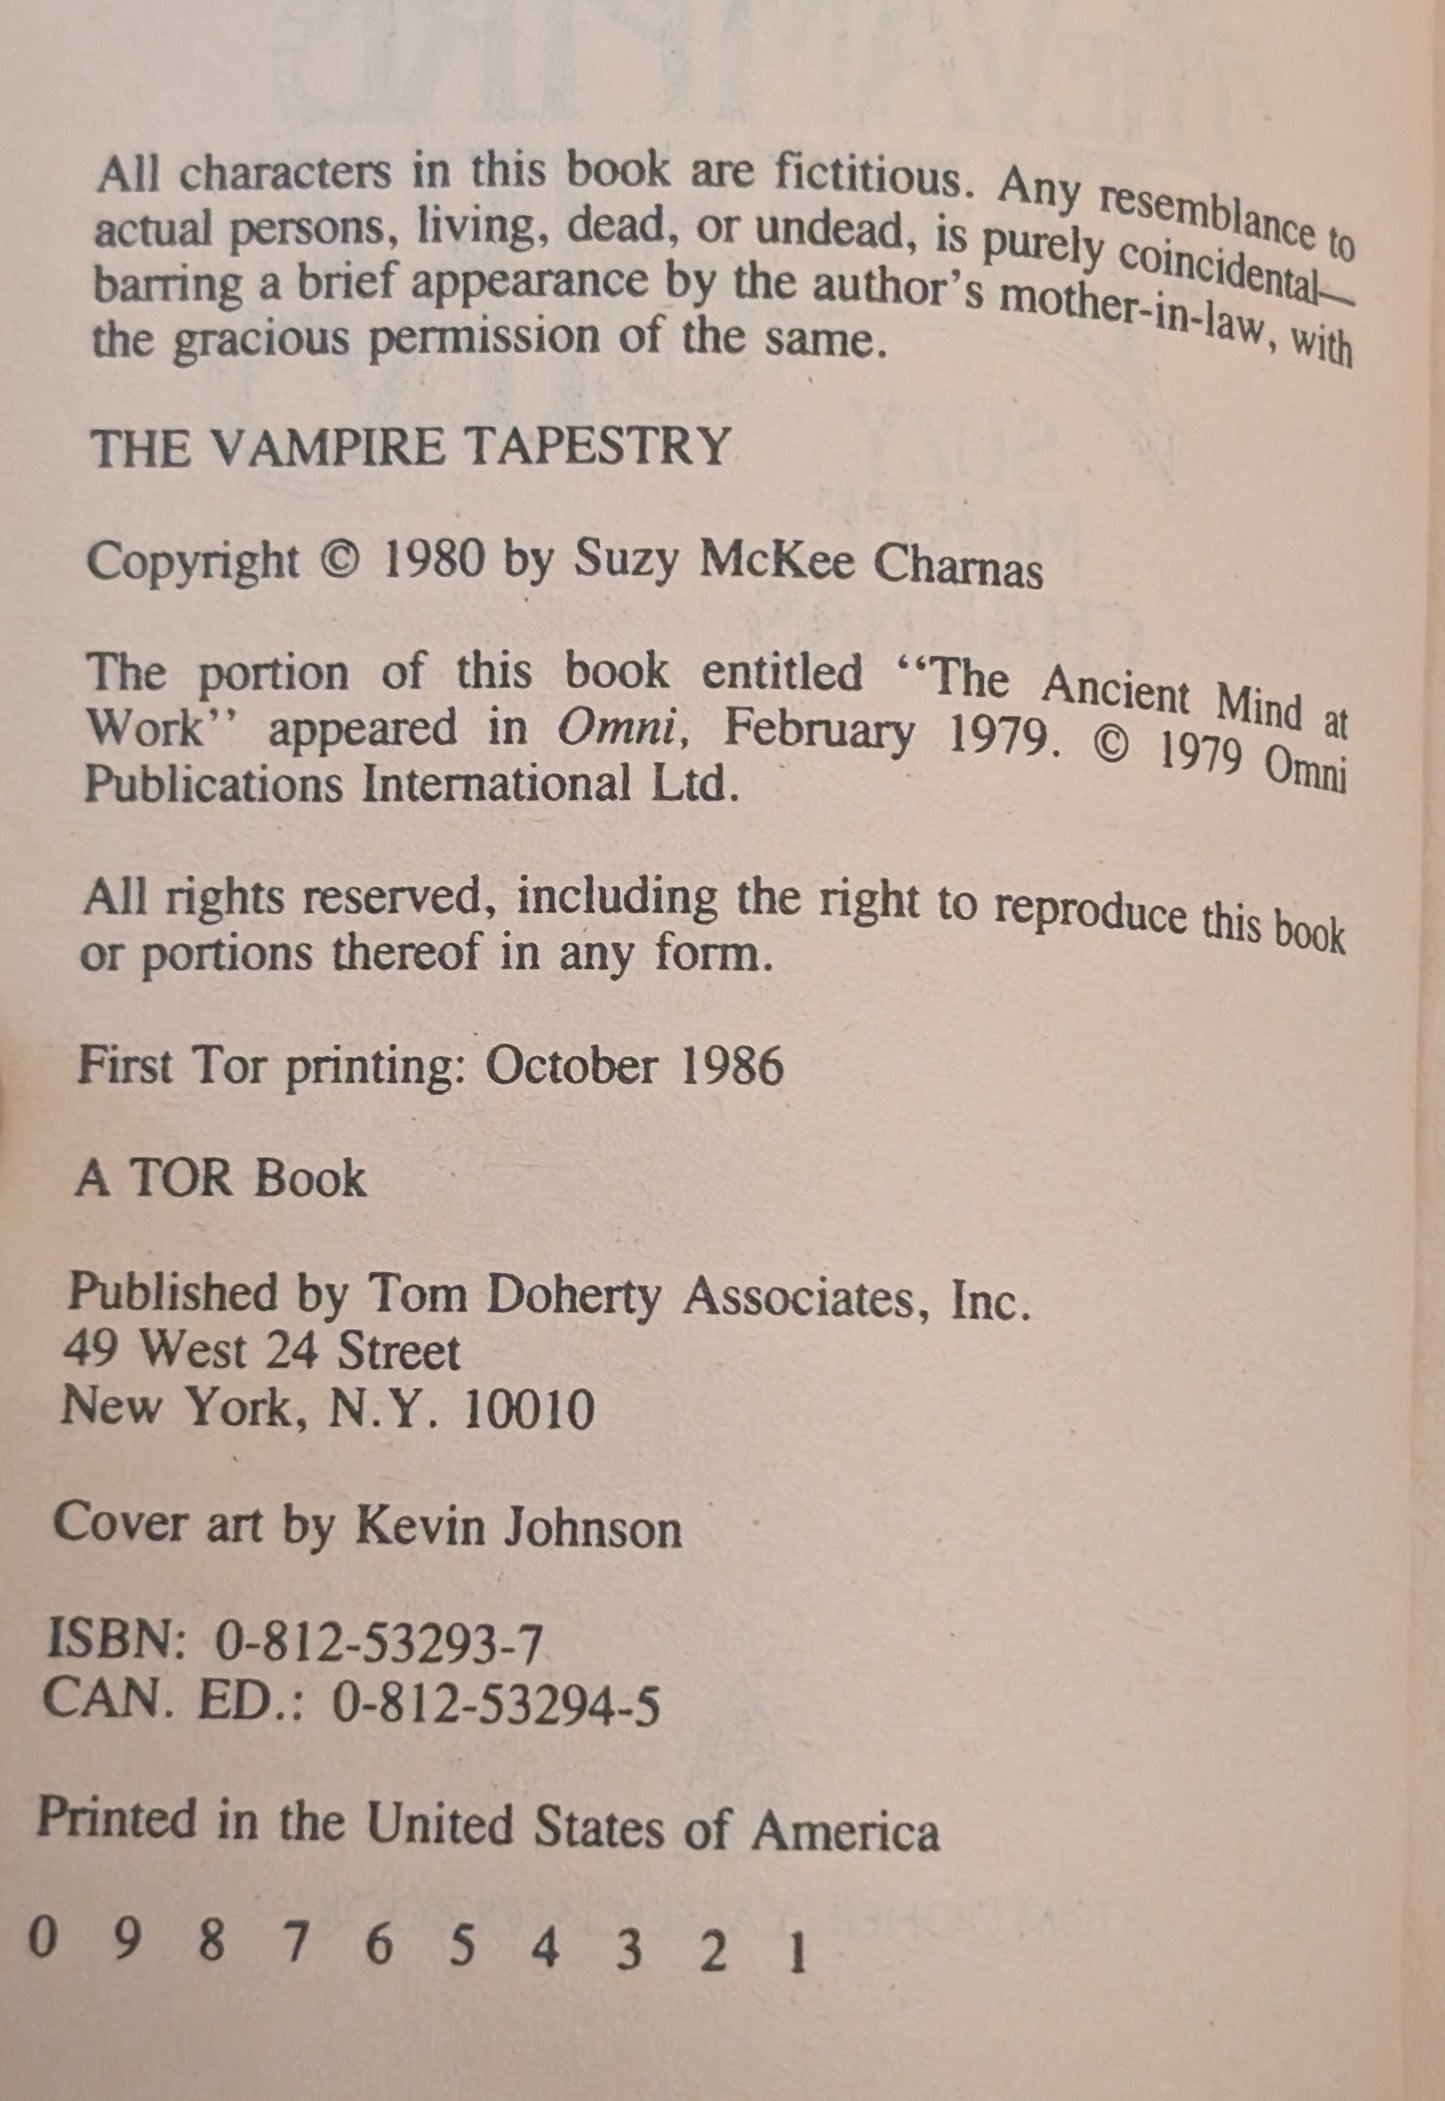 All characters in this book are fictitious. Any resemblance to
actual persons, living, dead, or undead, is purely coincidental—
barring a brief appearance by the author's mother-in-law, with
the gracious permission of the same.
THE VAMPIRE TAPESTRY
Copyright © 1980 by Suzy McKee Charnas
The portion of this book entitled ‘‘The Ancient Mind at
Work’’ appeared in Omni, February 1979. © 1979 Omni
Publications International Ltd.
All rights reserved, including the right to reproduce this book
or portions thereof in any form.
First Tor printing: October 1986
A TOR Book
Published by Tom Doherty Associates, Inc.
49 West 24 Street
New York, N.Y. 10010
Cover art by Kevin Johnson
ISBN: 0-812-53293-7
CAN. ED.: 0-812-53294-5
Printed in the United States of America
0 9 8 7 6 5 4 3 2 1